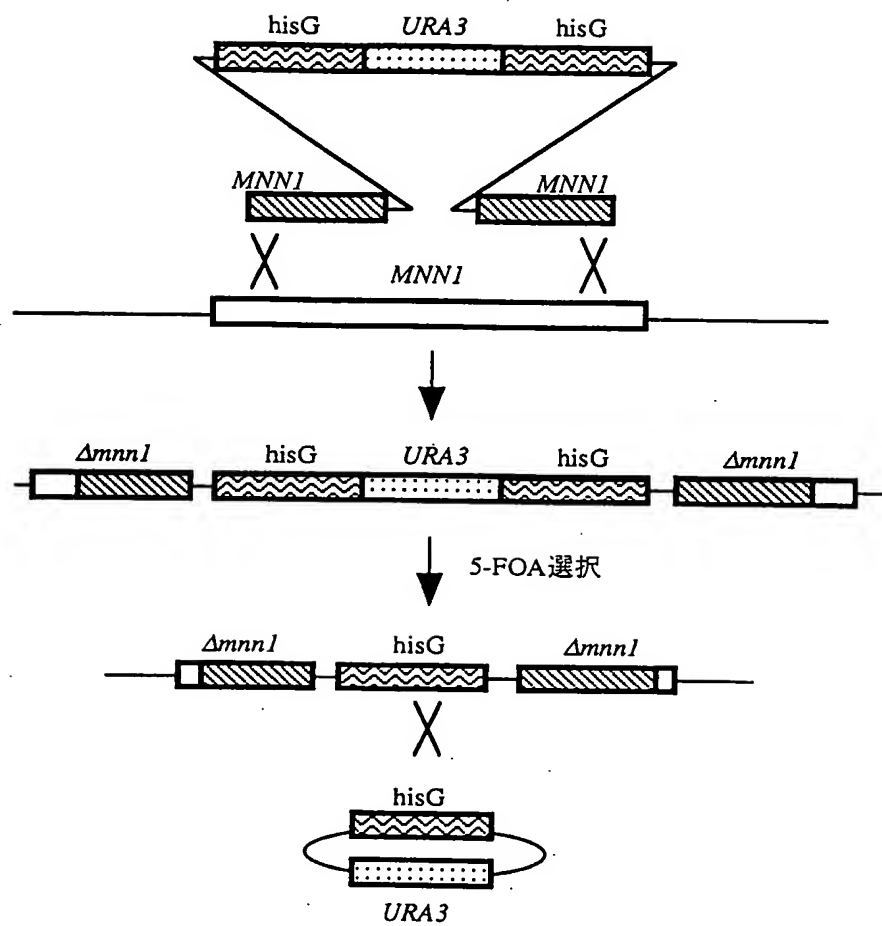 hisG URA3 hisG
MNN1 MNN1
MNN1
Δmnn1 hisG URA3 hisG Δmnn1
5-FOA選択
Δmnn1 hisG Δmnn1
hisG
URA3